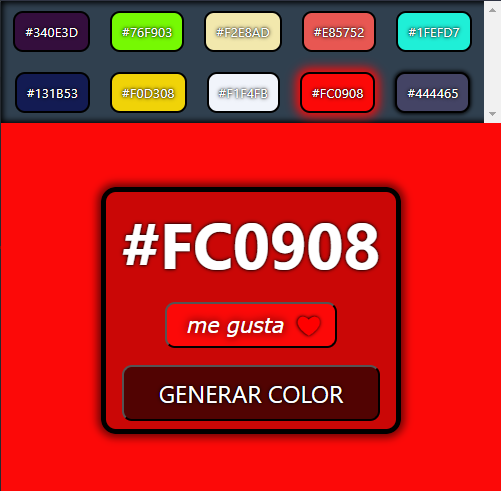 #340E3D #76F903 #F2E8AD #E85752 #1FEFD7
#131B53 #F0D308 #F1F4FB #FC0908 #444465
#FC0908
me gusta
GENERAR COLOR